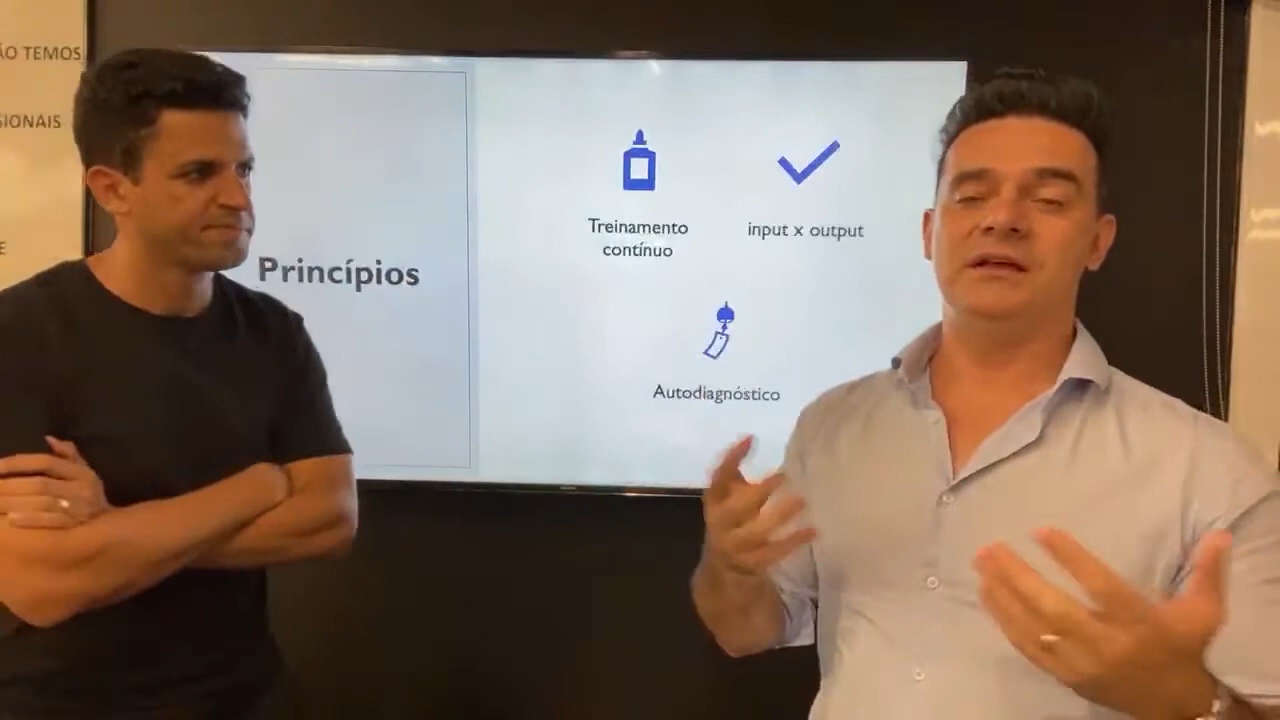 ÃO TEMOS
SIONAIS
E
Princípios
Treinamento
contínuo
input x output
Autodiagnóstico